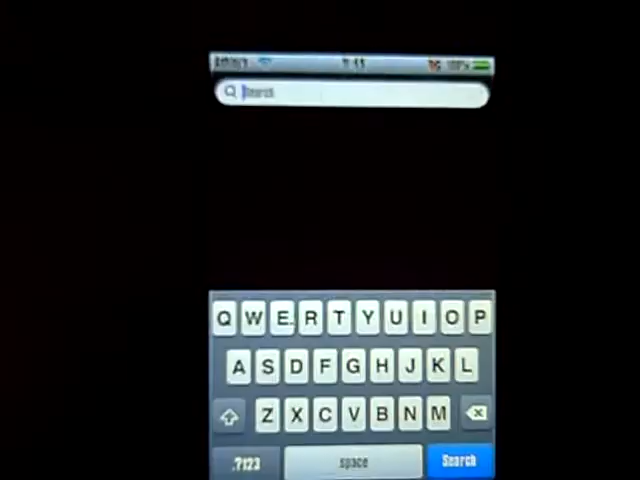 Search
Q W E R T Y U I O P
A S D F G H J K L
Z X C V B N M
.?123 space Search